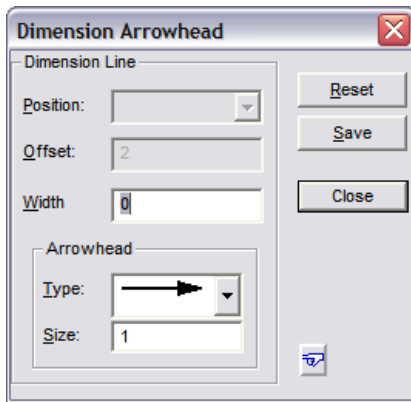 Dimension Arrowhead
Dimension Line
Position:
Reset
Offset: 2
Save
Width 0
Close
Arrowhead
Type:
Size: 1